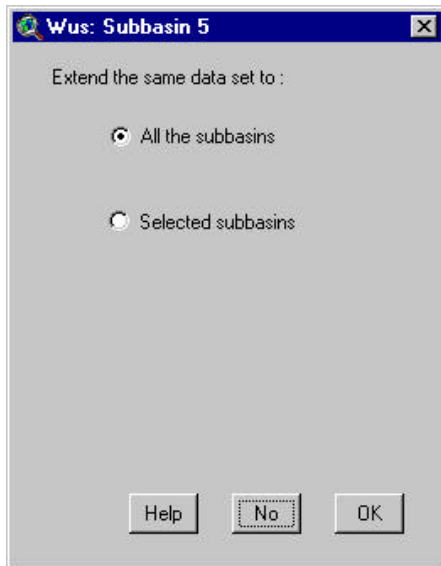 Wus: Subbasin 5
Extend the same data set to :
All the subbasins
Selected subbasins
Help No OK